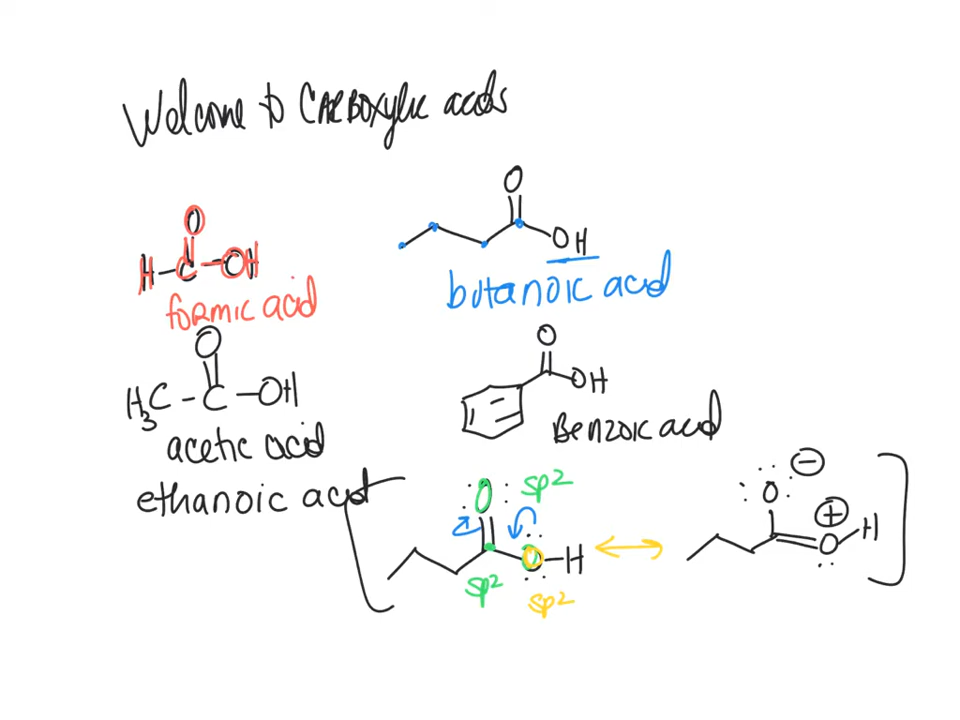 Welcome to CARBOXylic acids
O
H-C-OH
formic acid
O
OH
butanoic acid
O
H3C-C-OH
acetic acid
ethanoic acid
O
OH
Benzoic acid
O sp2
O-H
sp2
sp2
O ⊖
⊕
O H